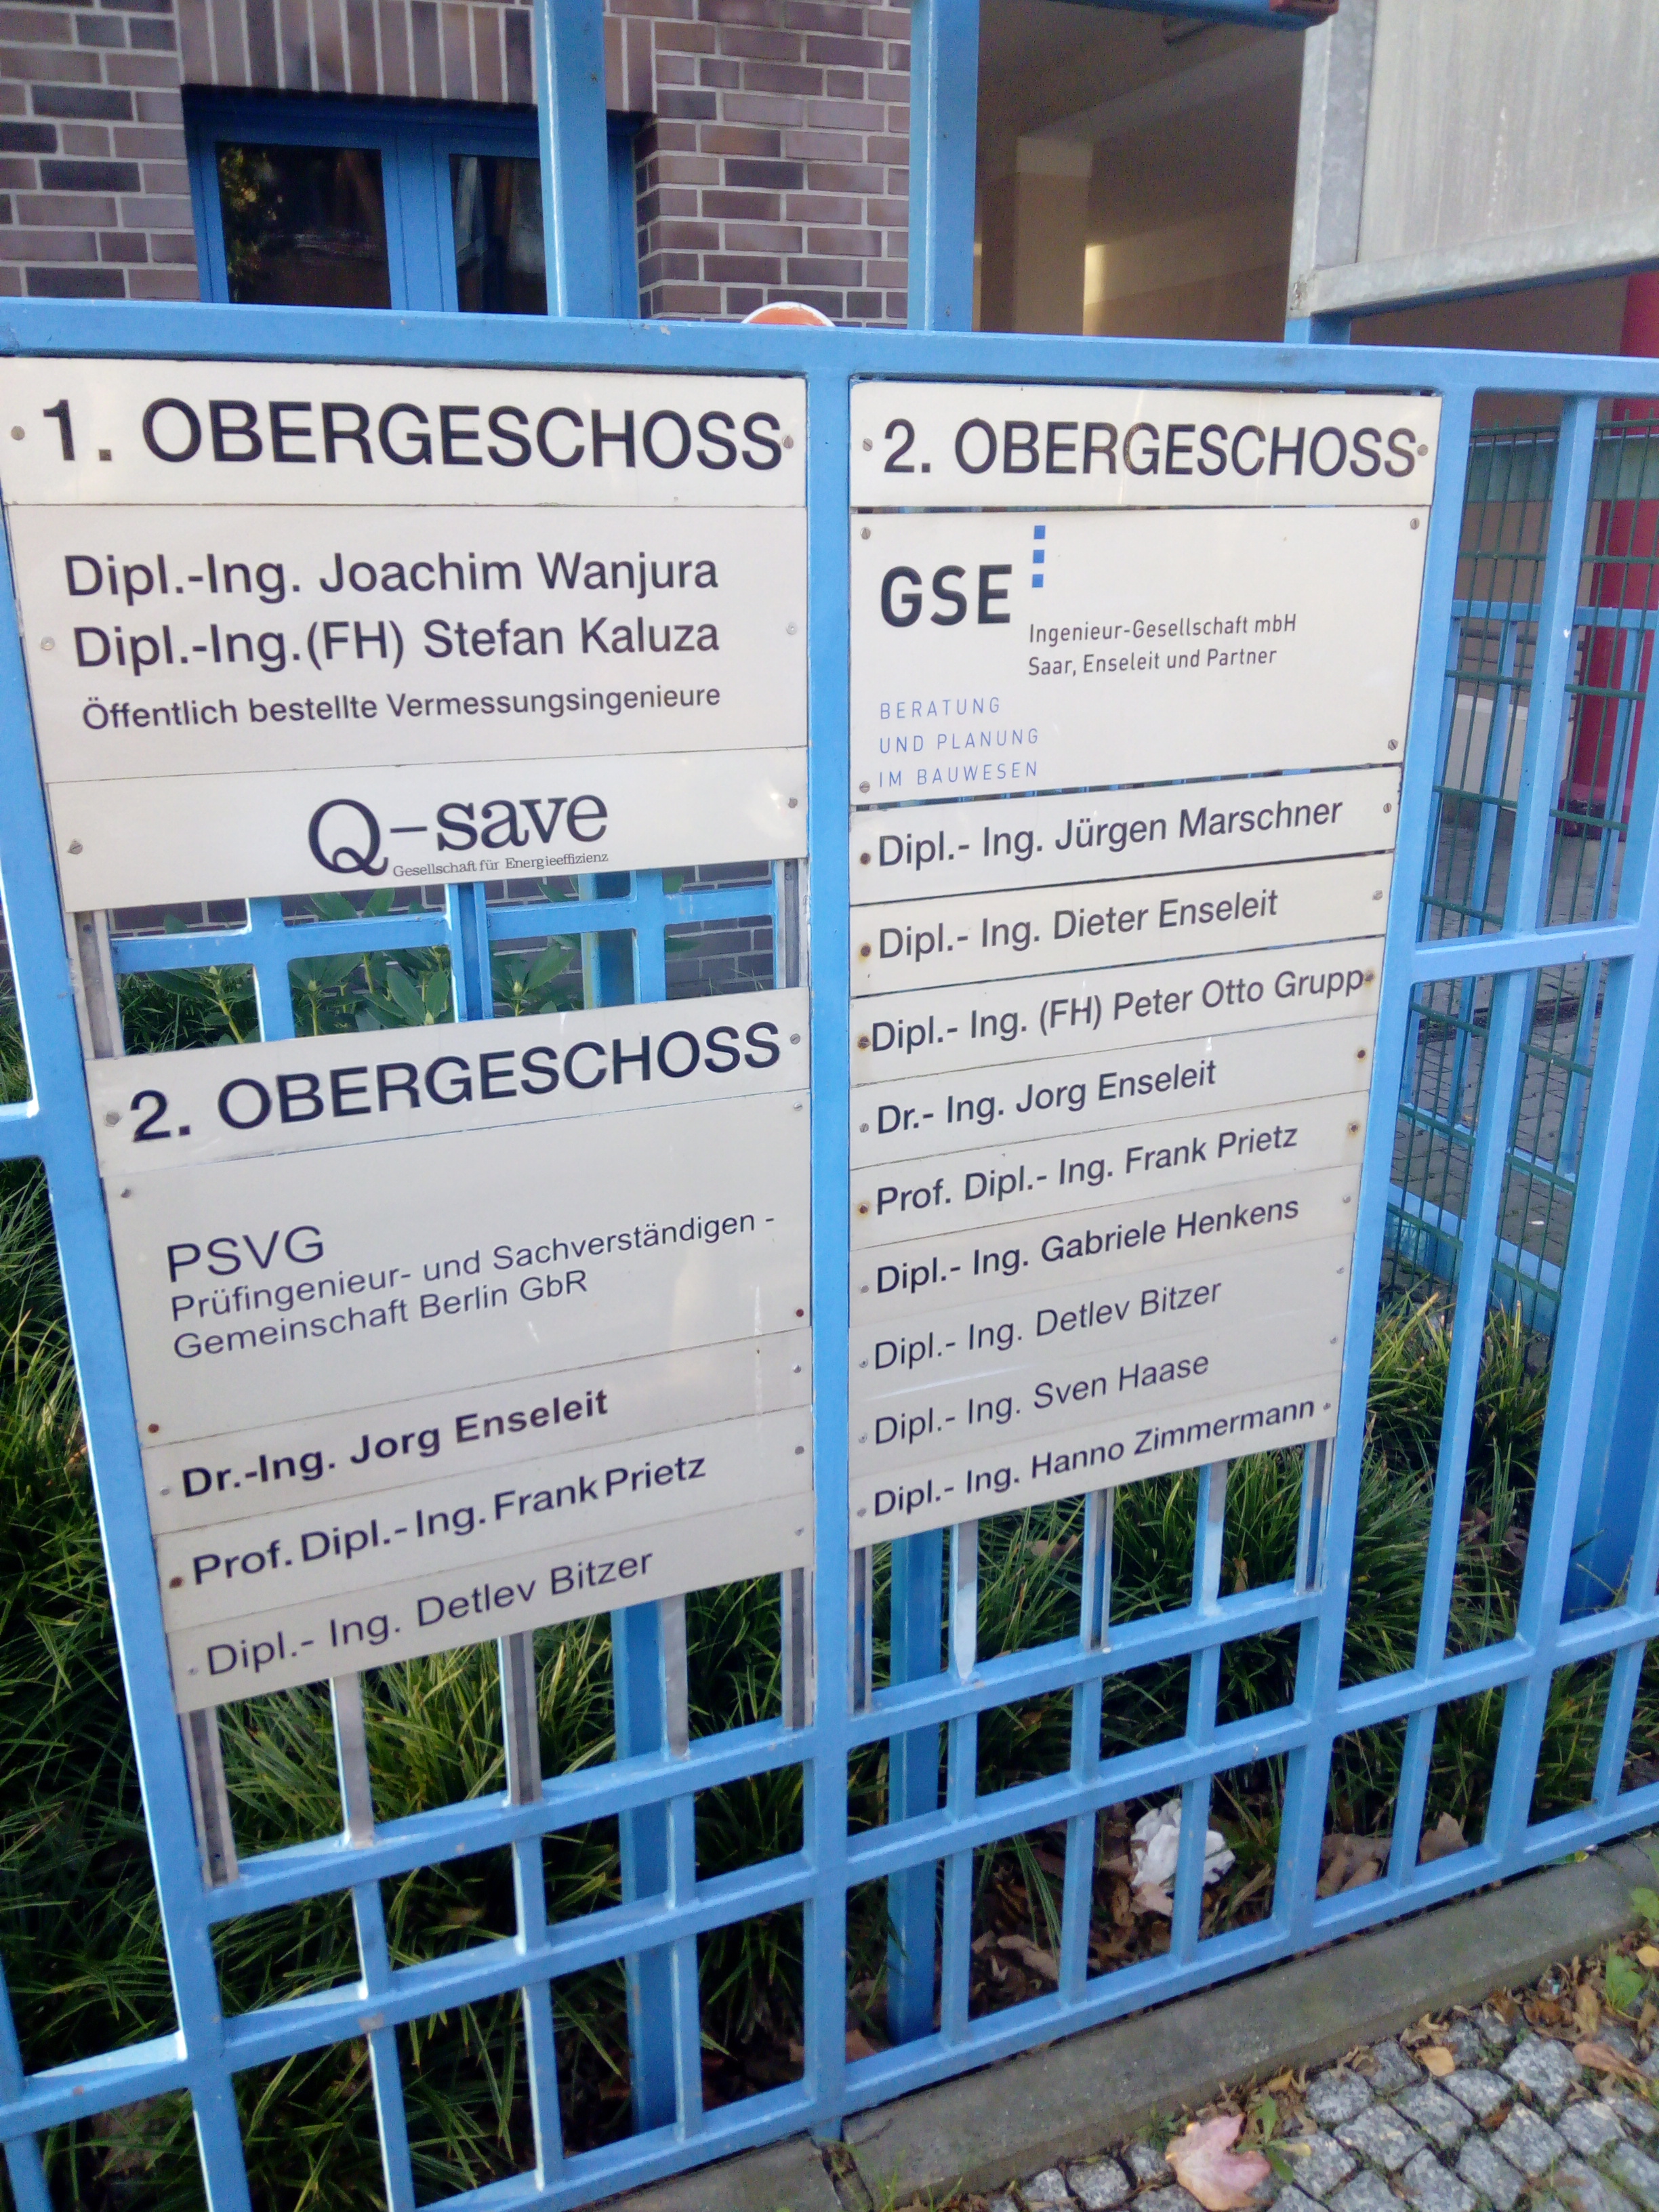 1. OBERGESCHOSS
Dipl.-Ing. Joachim Wanjura
Dipl.-Ing.(FH) Stefan Kaluza
Öffentlich bestellte Vermessungsingenieure
Q-save
Gesellschaft für Energieeffizienz
2. OBERGESCHOSS
PSVG
Prüfingenieur- und Sachverständigen -
Gemeinschaft Berlin GbR
Dr.-Ing. Jorg Enseleit
Prof. Dipl.-Ing. Frank Prietz
Dipl.- Ing. Detlev Bitzer
2. OBERGESCHOSS
GSE
Ingenieur-Gesellschaft mbH
Saar, Enseleit und Partner
BERATUNG
UND PLANUNG
IM BAUWESEN
Dipl.- Ing. Jürgen Marschner
Dipl.- Ing. Dieter Enseleit
Dipl.- Ing. (FH) Peter Otto Grupp
Dr.- Ing. Jorg Enseleit
Prof. Dipl.- Ing. Frank Prietz
Dipl.- Ing. Gabriele Henkens
Dipl.- Ing. Detlev Bitzer
Dipl.- Ing. Sven Haase
Dipl.- Ing. Hanno Zimmermann